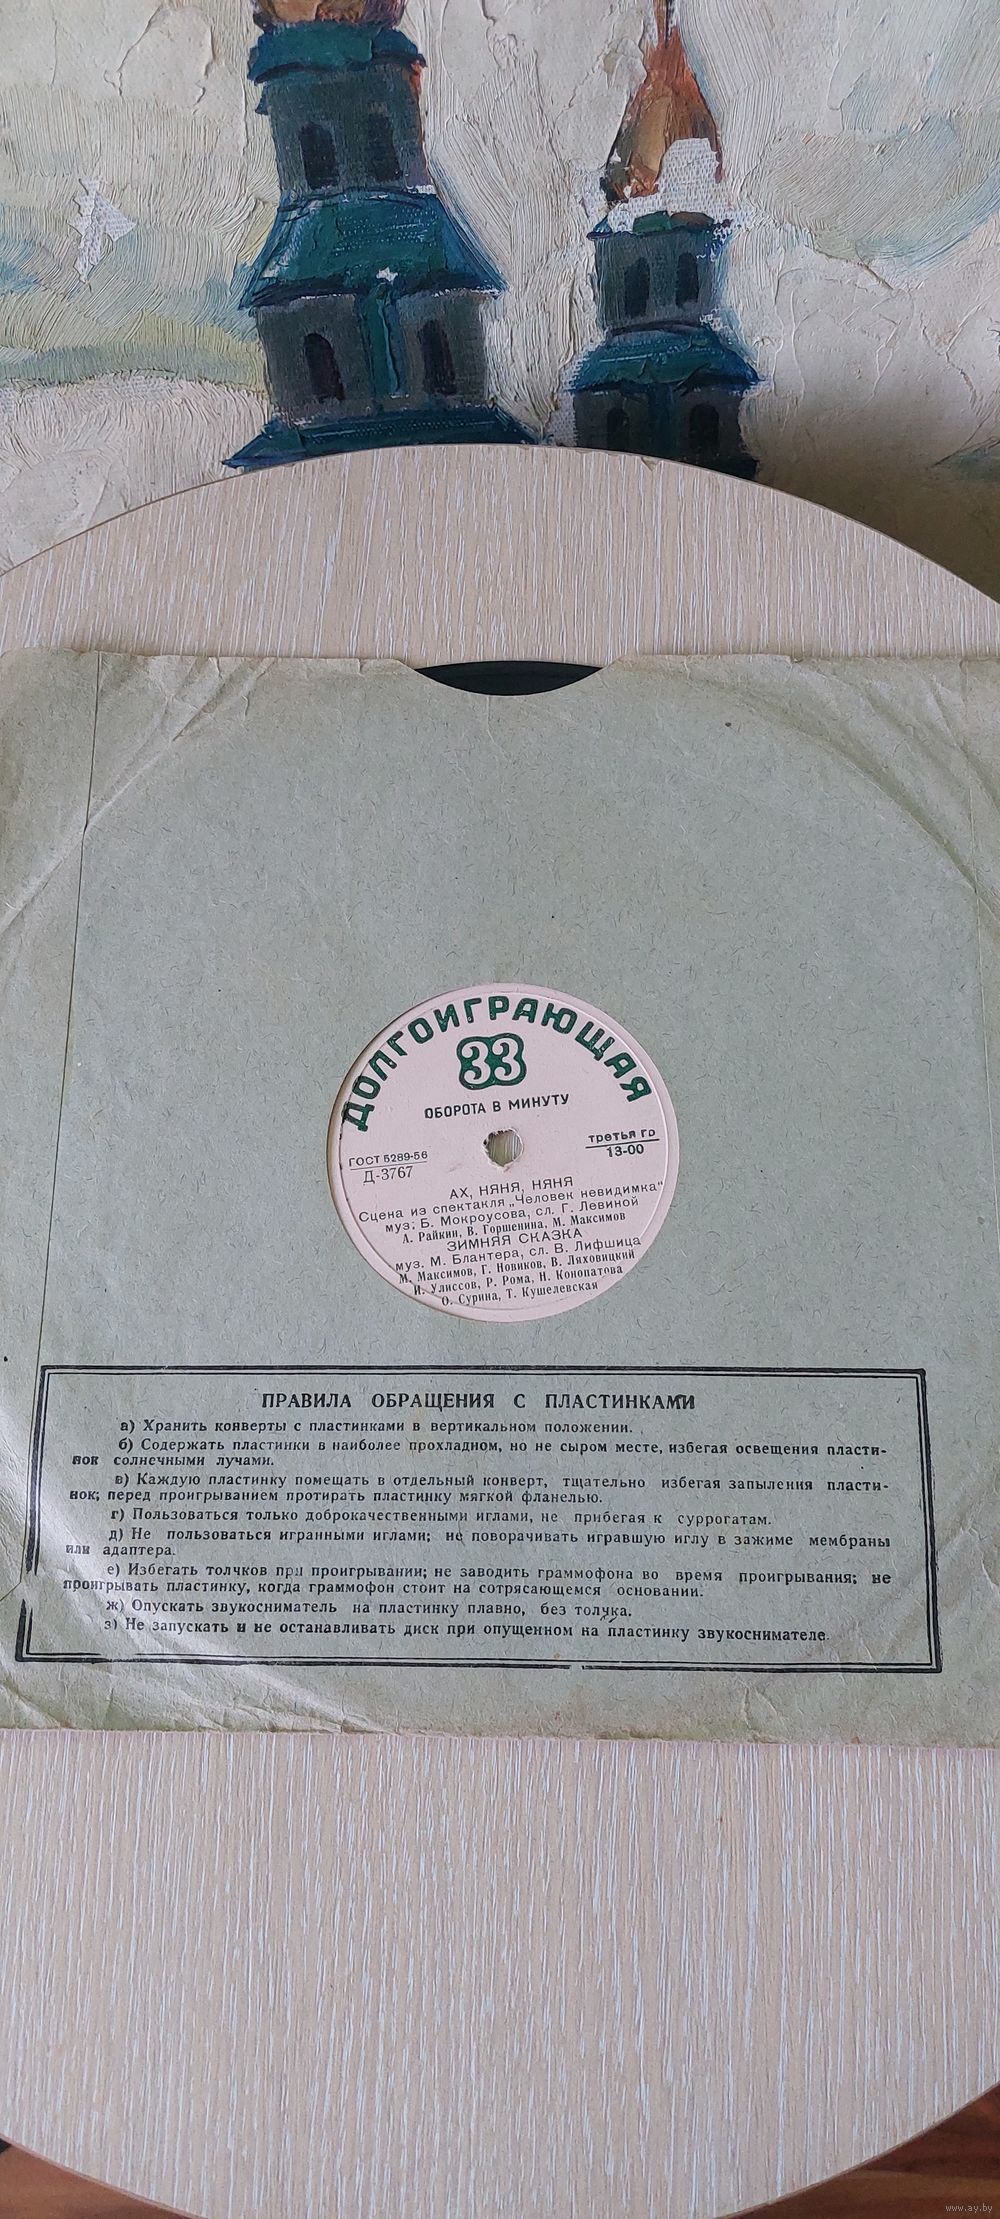 ДОЛГОИГРАЮЩАЯ
33
ОБОРОТА В МИНУТУ
ГОСТ 5289-56
Д-3767
третья гр
13-00
АХ, НЯНЯ, НЯНЯ
Сцена из спектакля „Человек невидимка"
муз. Б. Мокроусова, сл. Г. Левиной
А. Райкин, В. Горшенина, М. Максимов
ЗИМНЯЯ СКАЗКА
муз. М. Блантера, сл. В. Лифшица
М. Максимов, Г. Новиков, В. Ляховицкий
И. Улиссов, Р. Рома, Н. Конопатова
О. Сурина, Т. Кушелевская
ПРАВИЛА ОБРАЩЕНИЯ С ПЛАСТИНКАМИ
а) Хранить конверты с пластинками в вертикальном положении.
б) Содержать пластинки в наиболее прохладном, но не сыром месте, избегая освещения пласти-
нок солнечными лучами.
в) Каждую пластинку помещать в отдельный конверт, тщательно избегая запыления пласти-
нок; перед проигрыванием протирать пластинку мягкой фланелью.
г) Пользоваться только доброкачественными иглами, не прибегая к суррогатам.
д) Не пользоваться игранными иглами; не поворачивать игравшую иглу в зажиме мембраны
или адаптера.
е) Избегать толчков при проигрывании; не заводить граммофона во время проигрывания; не
проигрывать пластинку, когда граммофон стоит на сотрясающемся основании.
ж) Опускать звукосниматель на пластинку плавно, без толчка.
з) Не запускать и не останавливать диск при опущенном на пластинку звукоснимателе.
www.ay.by